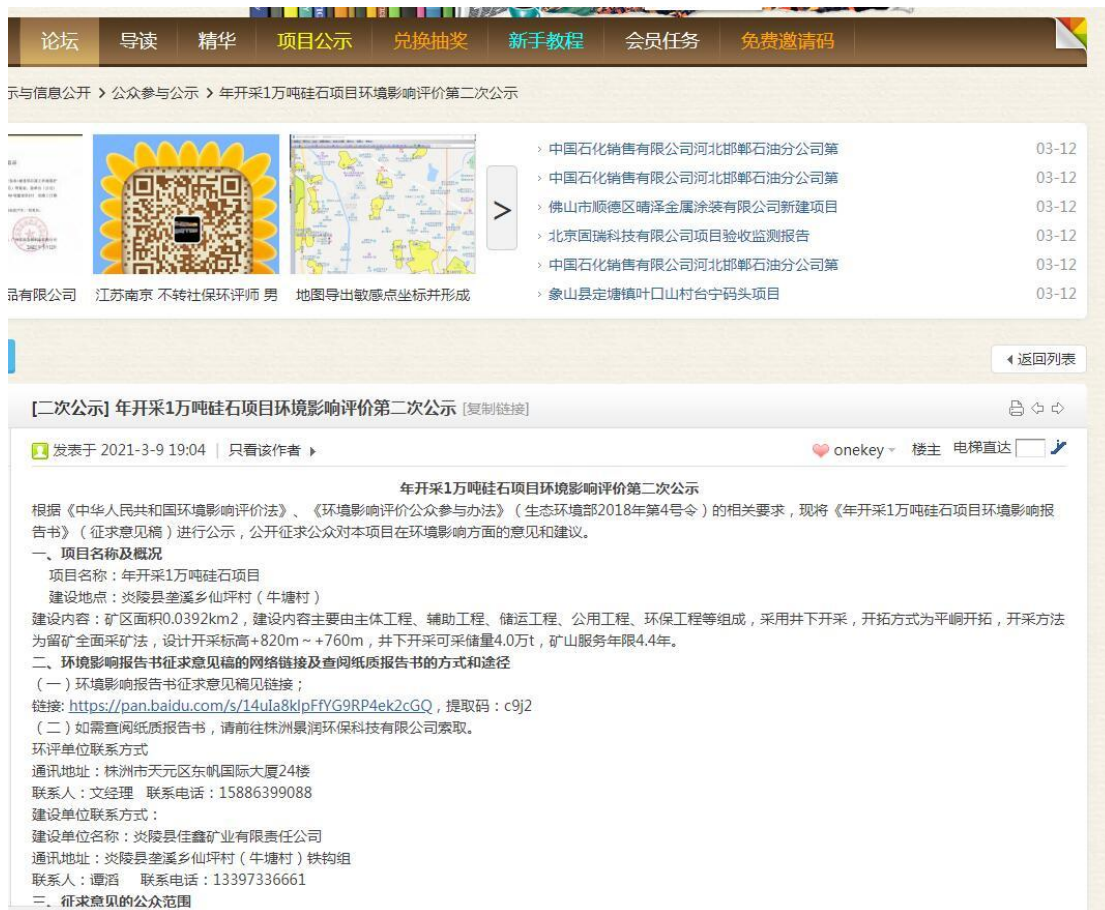 论坛 导读 精华 项目公示 兑换抽奖 新手教程 会员任务 免费邀请码
示与信息公开 > 公众参与公示 > 年开采1万吨硅石项目环境影响评价第二次公示
› 中国石化销售有限公司河北邯郸石油分公司第 03-12
› 中国石化销售有限公司河北邯郸石油分公司第 03-12
› 佛山市顺德区晴泽金属涂装有限公司新建项目 03-12
› 北京固瑞科技有限公司项目验收监测报告 03-12
› 中国石化销售有限公司河北邯郸石油分公司第 03-12
› 象山县定塘镇叶口山村台宁码头项目 03-12
品有限公司 江苏南京 不转社保环评师 男 地图导出敏感点坐标并形成
返回列表
[二次公示] 年开采1万吨硅石项目环境影响评价第二次公示 [复制链接]
发表于 2021-3-9 19:04 | 只看该作者
onekey 楼主 电梯直达
年开采1万吨硅石项目环境影响评价第二次公示
根据《中华人民共和国环境影响评价法》、《环境影响评价公众参与办法》（生态环境部2018年第4号令）的相关要求，现将《年开采1万吨硅石项目环境影响报
告书》（征求意见稿）进行公示，公开征求公众对本项目在环境影响方面的意见和建议。
一、项目名称及概况
项目名称：年开采1万吨硅石项目
建设地点：炎陵县垄溪乡仙坪村（牛塘村）
建设内容：矿区面积0.0392km2，建设内容主要由主体工程、辅助工程、储运工程、公用工程、环保工程等组成，采用井下开采，开拓方式为平峒开拓，开采方法
为留矿全面采矿法，设计开采标高+820m～+760m，井下开采可采储量4.0万t，矿山服务年限4.4年。
二、环境影响报告书征求意见稿的网络链接及查阅纸质报告书的方式和途径
（一）环境影响报告书征求意见稿见链接；
链接: https://pan.baidu.com/s/14uIa8klpFfYG9RP4ek2cGQ，提取码：c9j2
（二）如需查阅纸质报告书，请前往株洲景润环保科技有限公司索取。
环评单位联系方式
通讯地址：株洲市天元区东帆国际大厦24楼
联系人：文经理 联系电话：15886399088
建设单位联系方式：
建设单位名称：炎陵县佳鑫矿业有限责任公司
通讯地址：炎陵县垄溪乡仙坪村（牛塘村）铁钩组
联系人：谭滔 联系电话：13397336661
三、征求意见的公众范围